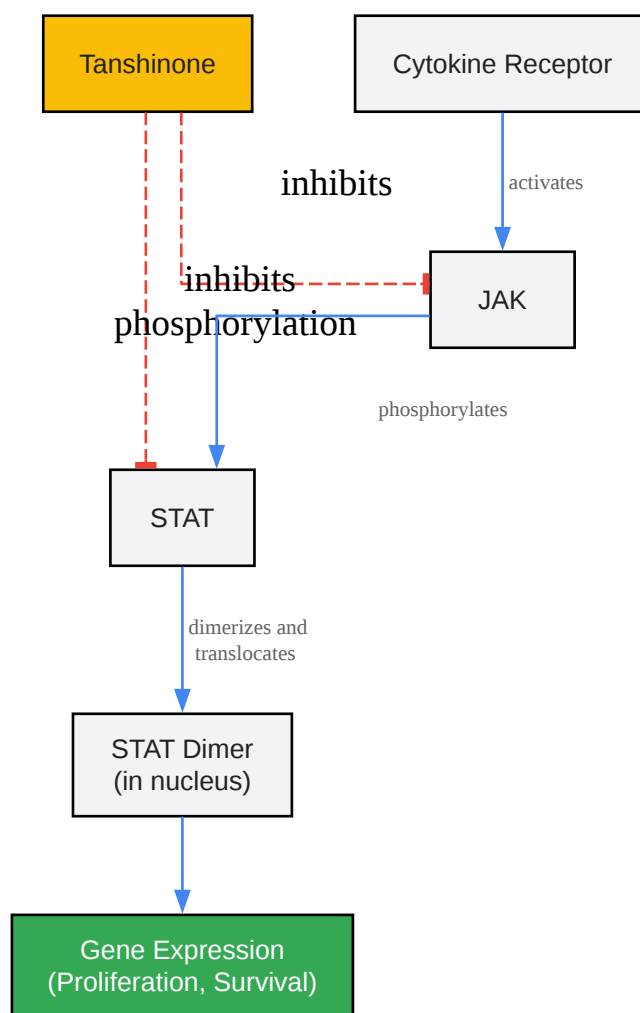 Tanshinone
Cytokine Receptor
inhibits
activates
inhibits
phosphorylation
JAK
phosphorylates
STAT
dimerizes and
translocates
STAT Dimer
(in nucleus)
Gene Expression
(Proliferation, Survival)